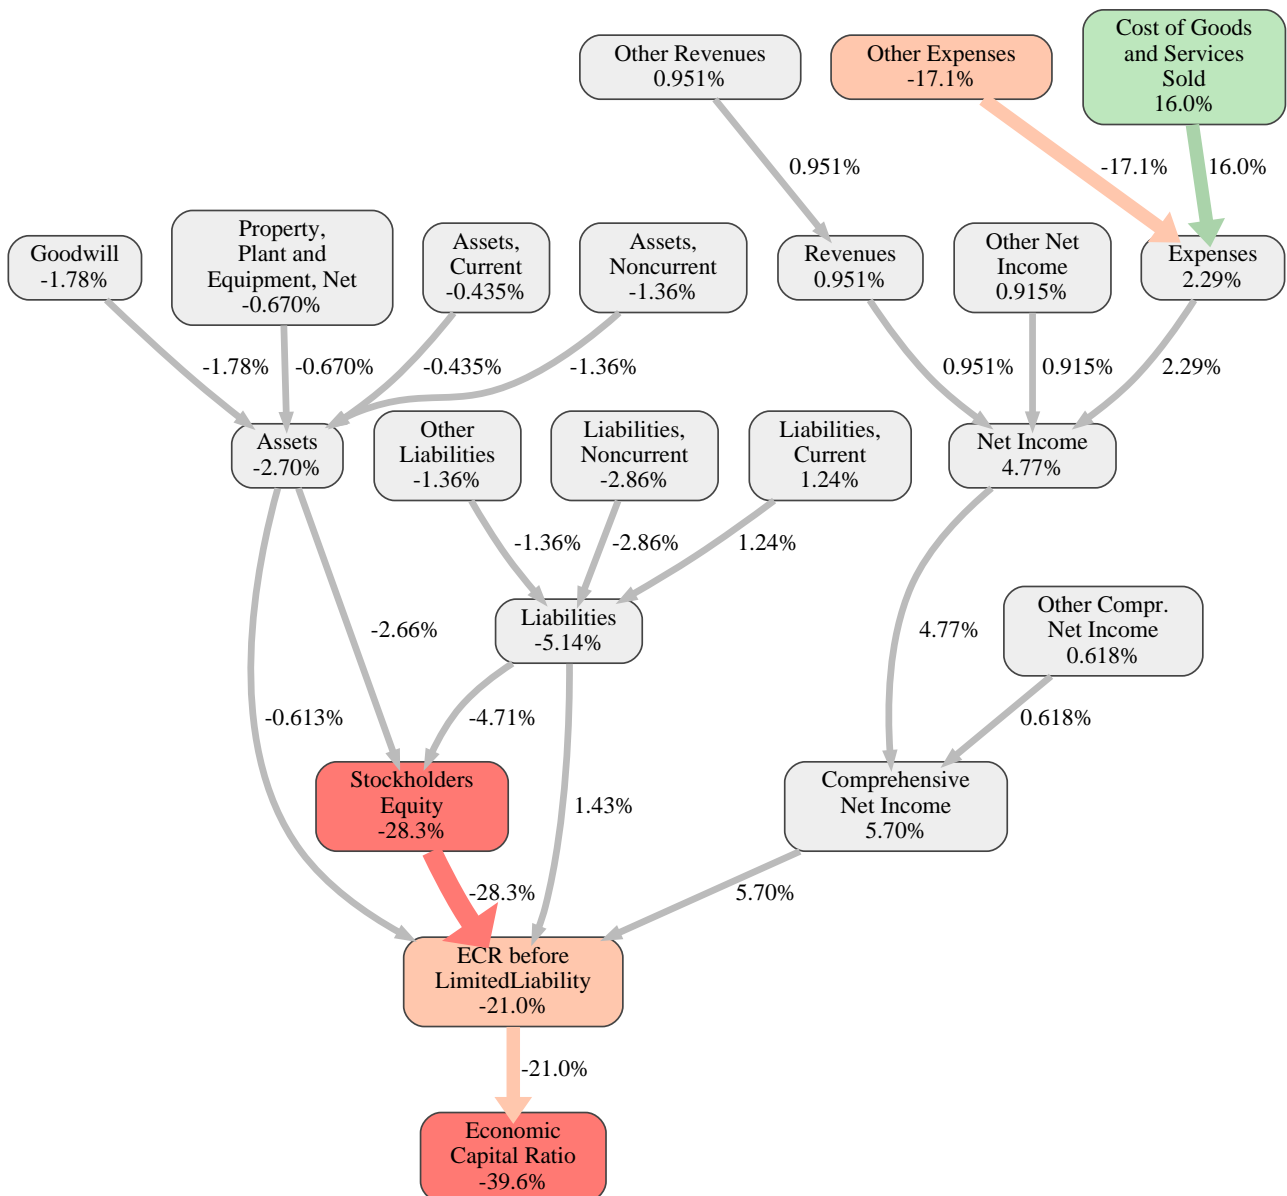 Other Revenues
0.951%
Other Expenses
-17.1%
Cost of Goods
and Services
Sold
16.0%
0.951%
-17.1%
16.0%
Goodwill
-1.78%
Property,
Plant and
Equipment, Net
-0.670%
Assets,
Current
-0.435%
Assets,
Noncurrent
-1.36%
Revenues
0.951%
Other Net
Income
0.915%
Expenses
2.29%
-1.78%
-0.670%
-0.435%
-1.36%
0.951%
0.915%
2.29%
Assets
-2.70%
Other
Liabilities
-1.36%
Liabilities,
Noncurrent
-2.86%
Liabilities,
Current
1.24%
Net Income
4.77%
-1.36%
-2.86%
1.24%
Liabilities
-5.14%
Other Compr.
Net Income
0.618%
-2.66%
4.77%
-0.613%
-4.71%
0.618%
Stockholders
Equity
-28.3%
1.43%
Comprehensive
Net Income
5.70%
-28.3%
5.70%
ECR before
LimitedLiability
-21.0%
-21.0%
Economic
Capital Ratio
-39.6%